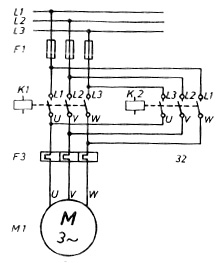 L1
L2
L3
F1
K1 L1 L2 L3 K2 L3 L2 L1
U V W U V W
F3 32
U V W
M1 M
3~